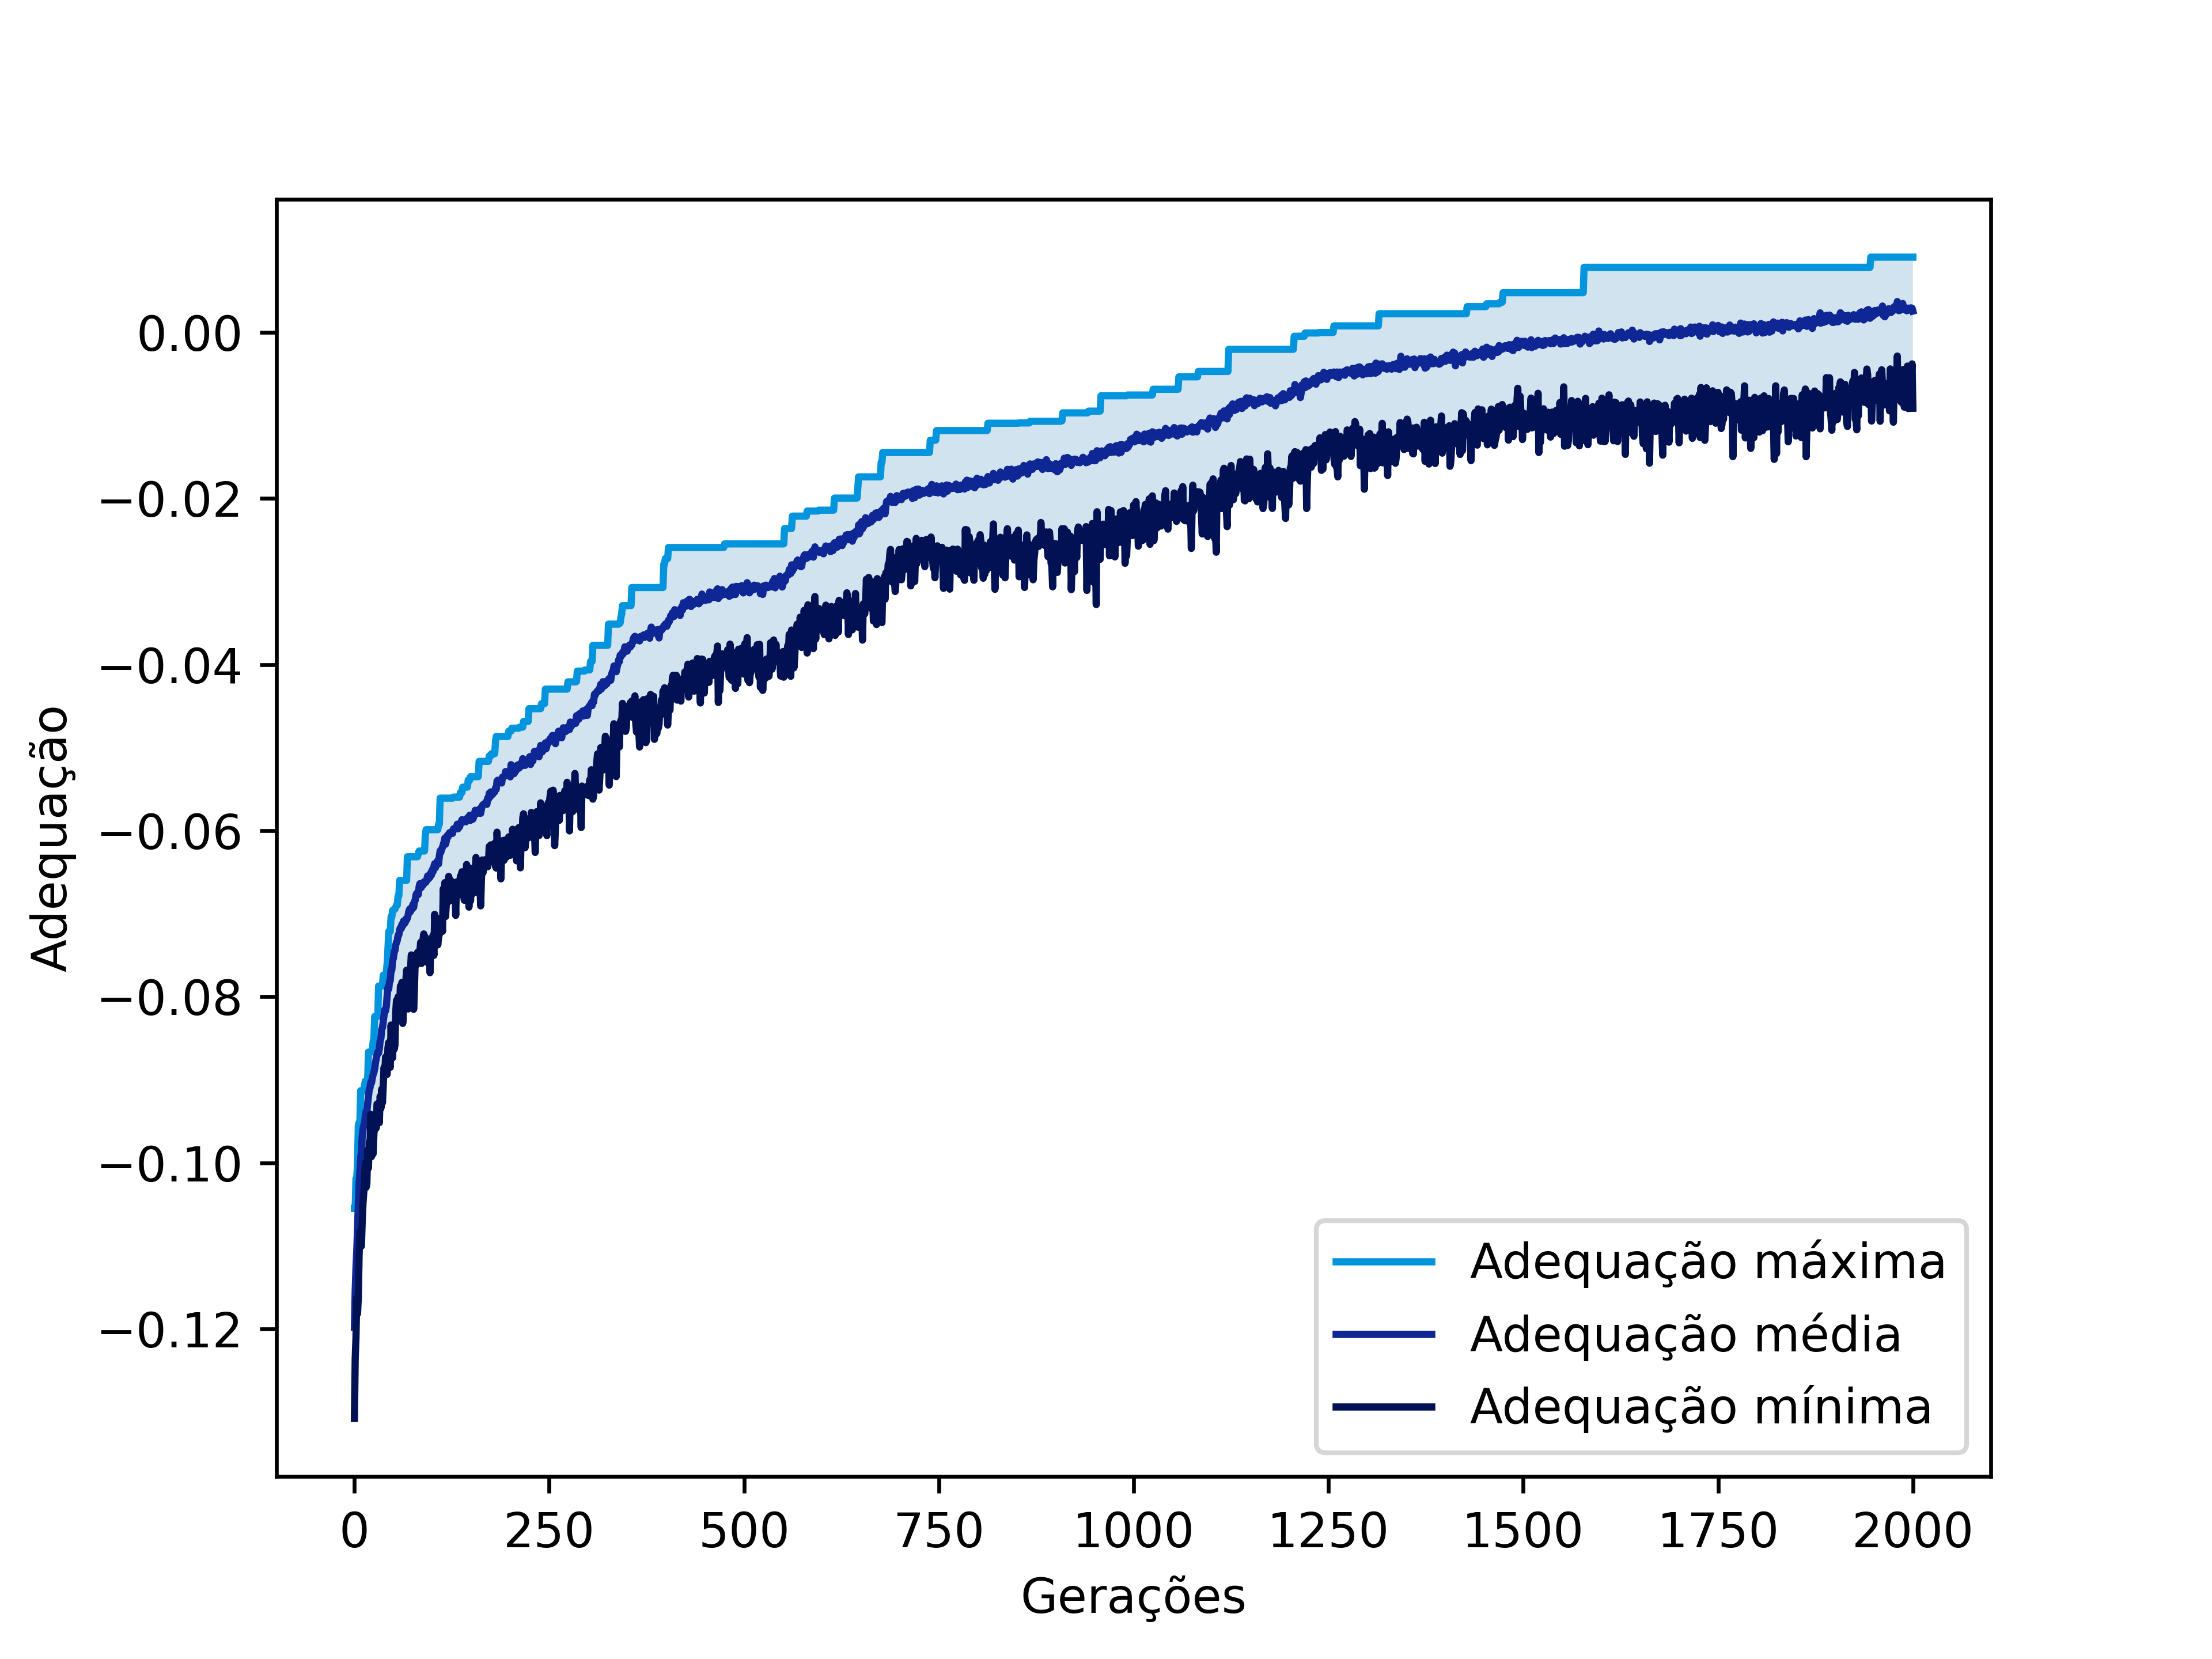 Adequação
0.00
−0.02
−0.04
−0.06
−0.08
−0.10
−0.12
Adequação máxima
Adequação média
Adequação mínima
0 250 500 750 1000 1250 1500 1750 2000
Gerações